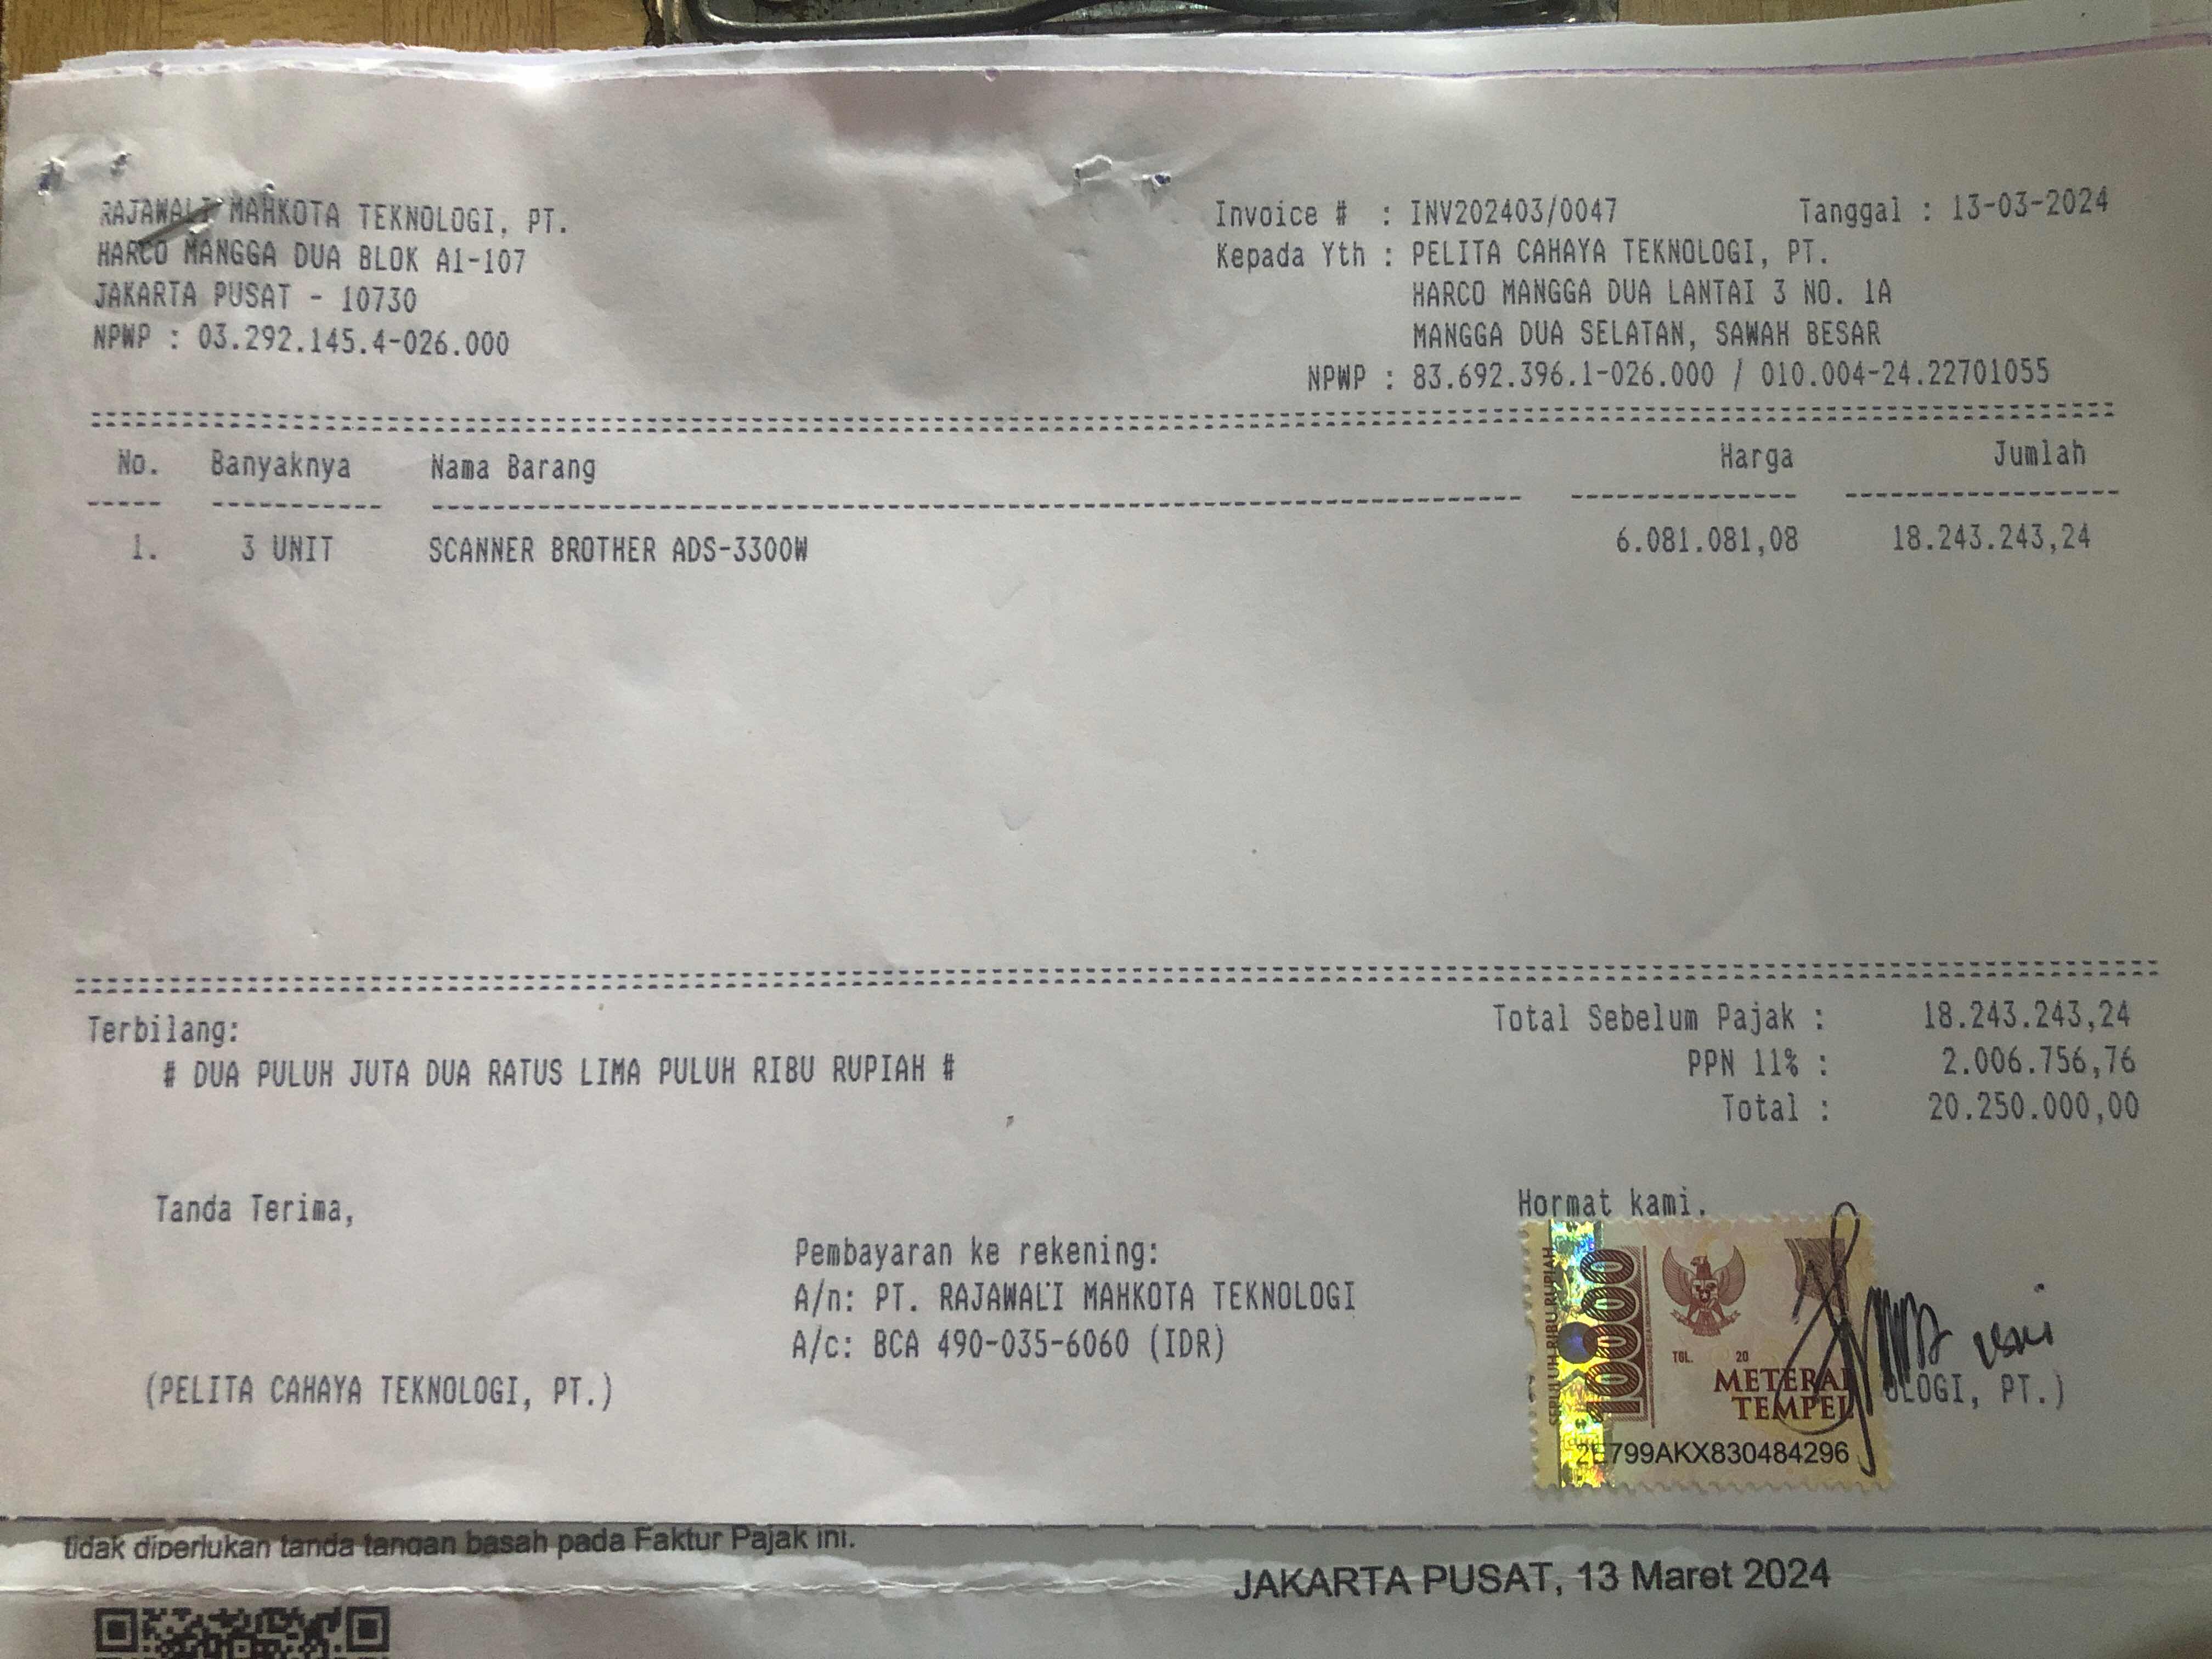 RAJAWALI MAHKOTA TEKNOLOGI, PT.
HARCO MANGGA DUA BLOK A1-107
JAKARTA PUSAT - 10730
NPWP : 03.292.145.4-026.000
Invoice # : INV202403/0047 Tanggal : 13-03-2024
Kepada Yth : PELITA CAHAYA TEKNOLOGI, PT.
HARCO MANGGA DUA LANTAI 3 NO. 1A
MANGGA DUA SELATAN, SAWAH BESAR
NPWP : 83.692.396.1-026.000 / 010.004-24.22701055
No. Banyaknya Nama Barang Harga Jumlah
1. 3 UNIT SCANNER BROTHER ADS-3300W 6.081.081,08 18.243.243,24
Terbilang:
# DUA PULUH JUTA DUA RATUS LIMA PULUH RIBU RUPIAH #
Total Sebelum Pajak : 18.243.243,24
PPN 11% : 2.006.756,76
Total : 20.250.000,00
Tanda Terima,
(PELITA CAHAYA TEKNOLOGI, PT.)
Pembayaran ke rekening:
A/n: PT. RAJAWALI MAHKOTA TEKNOLOGI
A/c: BCA 490-035-6060 (IDR)
Hormat kami,
SEPULUH RIBU RUPIAH
10000
TGL. 20
METERAI
TEMPEL
2E799AKX830484296
OLOGI, PT.)
tidak diperlukan tanda tangan basah pada Faktur Pajak ini.
JAKARTA PUSAT, 13 Maret 2024